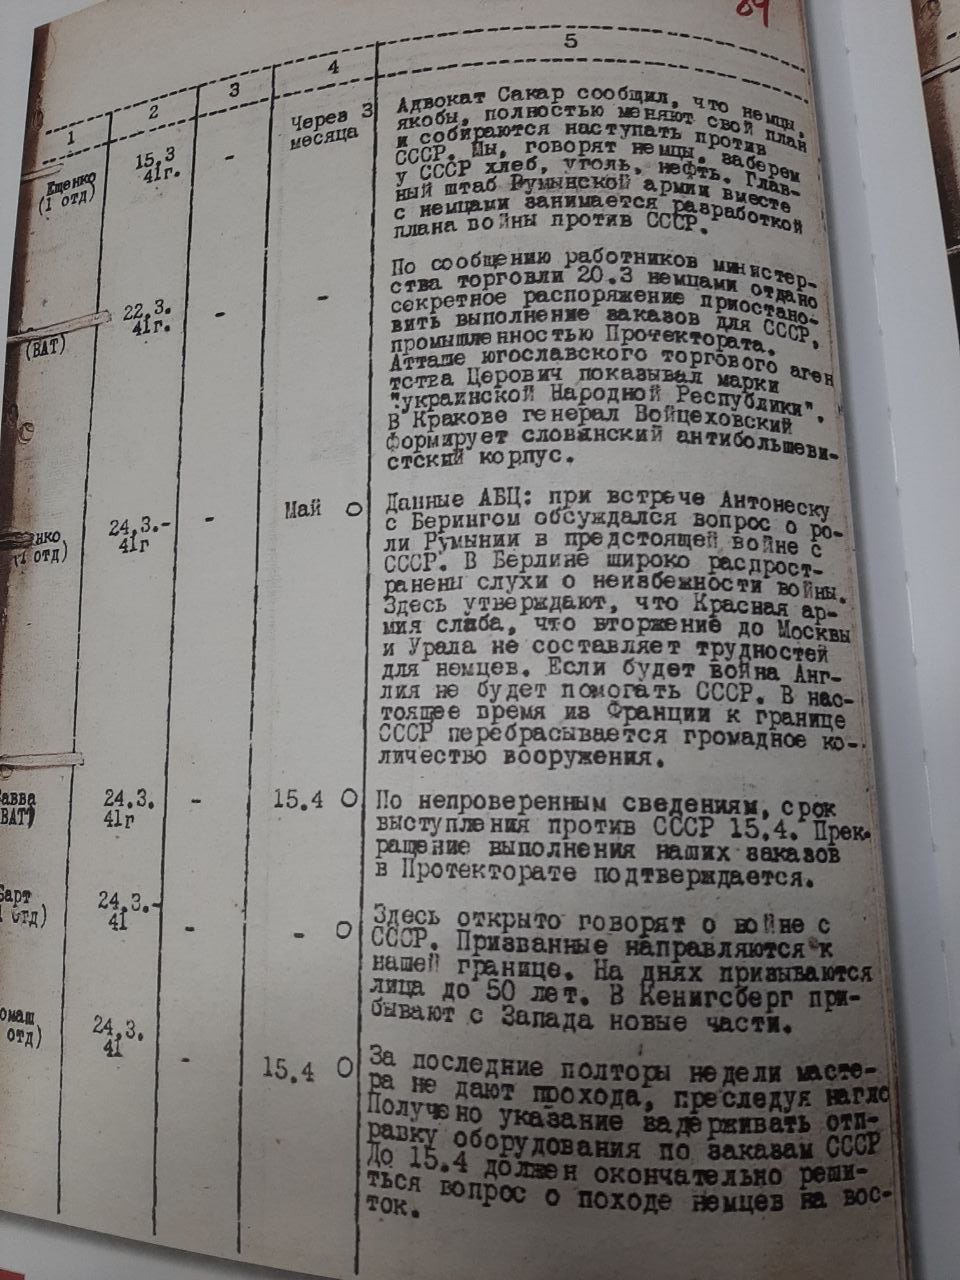 84
1 2 3 4 5
Ященко
(1 отд)
15,3
41г.
-
Через 3
месяца
Адвокат Сакар сообщил, что немцы,
якобы, полностью меняют свой план
и собираются наступать против
СССР. Мы, говорят немцы, заберем
у СССР хлеб, уголь, нефть. Глав-
ный штаб Румынской армии вместе
с немцами занимается разработкой
плана войны против СССР.
(ВАТ)
22,3.
41г.
-
-
По сообщению работников министер-
ства торговли 20.3 немцами отдано
секретное распоряжение приостано-
вить выполнение заказов для СССР,
промышленностью Протектората.
Атташе югославского торгового аген
тства Церович показывал марки
"украинской Народной Республики".
В Кракове генерал Войцеховский
формирует словянский антибольшеви-
стский корпус.
енко
(1 отд)
24,3.-
41г
-
Май О
Данные АБЦ: при встрече Антонеску
с Берингом обсуждался вопрос о ро-
ли Румынии в предстоящей войне с
СССР. В Берлине широко распрост-
ранены слухи о неизбежности войны.
Здесь утверждают, что Красная ар-
мия слаба, что вторжение до Москвы
и Урала не составляет трудностей
для немцев. Если будет война Анг-
лия не будет помогать СССР. В нас-
тоящее время из Франции к границе
СССР перебрасывается громадное ко-
личество вооружения.
авва
ВАТ)
24.3.
41г
-
15.4 О
По непроверенным сведениям, срок
выступления против СССР 15.4. Прек-
ращение выполнения наших заказов
в Протекторате подтверждается.
Барт
1 отд)
24,3.-
41
-
- О
Здесь открыто говорят о войне с
СССР. Призванные направляются к
нашей границе. На днях призываются
лица до 50 лет. В Кенигсберг при-
бывают с Запада новые части.
омаш
отд)
24,3.
41
-
15.4 О
За последние полторы недели масте-
ра не дают прохода, преследуя нагло
Получено указание задерживать отп-
равку оборудования по заказам СССР
До 15.4 должен окончательно реши-
ться вопрос о походе немцев на вос-
ток.